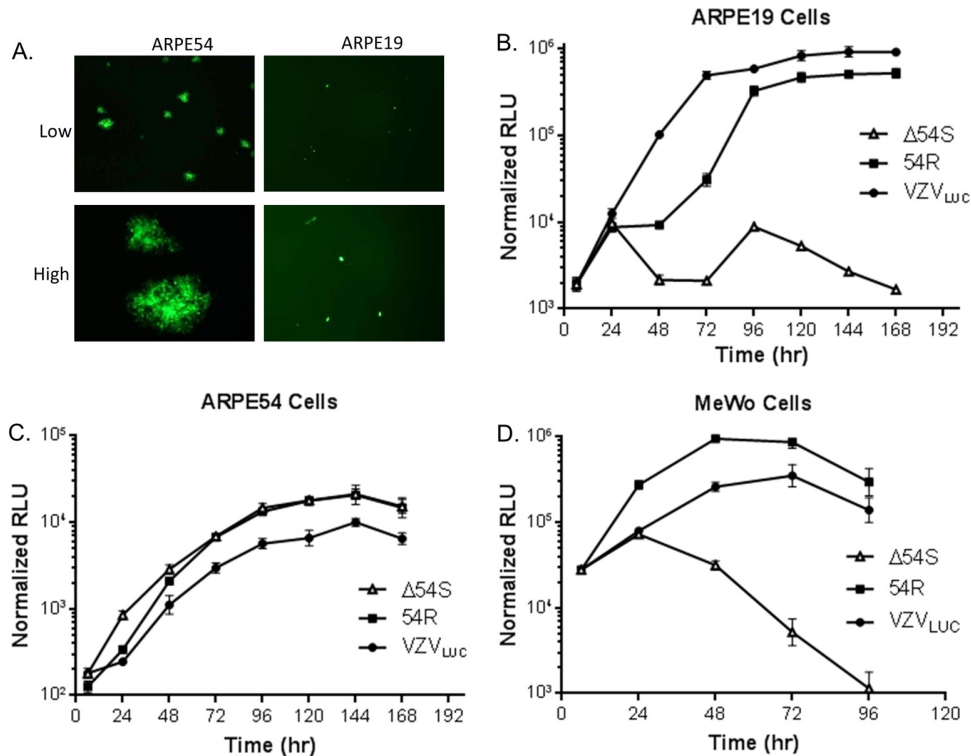 A.
ARPE54
ARPE19
Low
High
B.
ARPE19 Cells
Normalized RLU
10⁶
10⁵
10⁴
10³
Δ54S
54R
VZV_LUC
0 24 48 72 96 120 144 168 192
Time (hr)
C.
ARPE54 Cells
Normalized RLU
10⁵
10⁴
10³
10²
Δ54S
54R
VZV_LUC
0 24 48 72 96 120 144 168 192
Time (hr)
D.
MeWo Cells
Normalized RLU
10⁶
10⁵
10⁴
10³
Δ54S
54R
VZV_LUC
0 24 48 72 96 120
Time (hr)